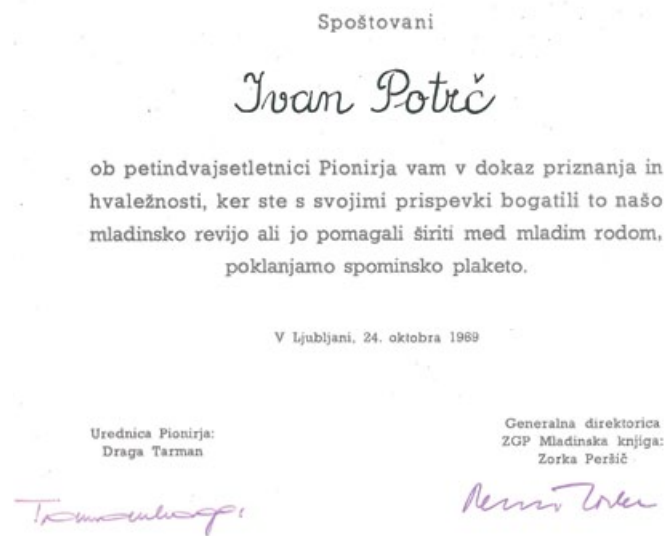 Spoštovani
Ivan Potrč
ob petindvajsetletnici Pionirja vam v dokaz priznanja in
hvaležnosti, ker ste s svojimi prispevki bogatili to našo
mladinsko revijo ali jo pomagali širiti med mladim rodom,
poklanjamo spominsko plaketo.
V Ljubljani, 24. oktobra 1969
Urednica Pionirja:
Draga Tarman
Generalna direktorica
ZGP Mladinska knjiga:
Zorka Peršič